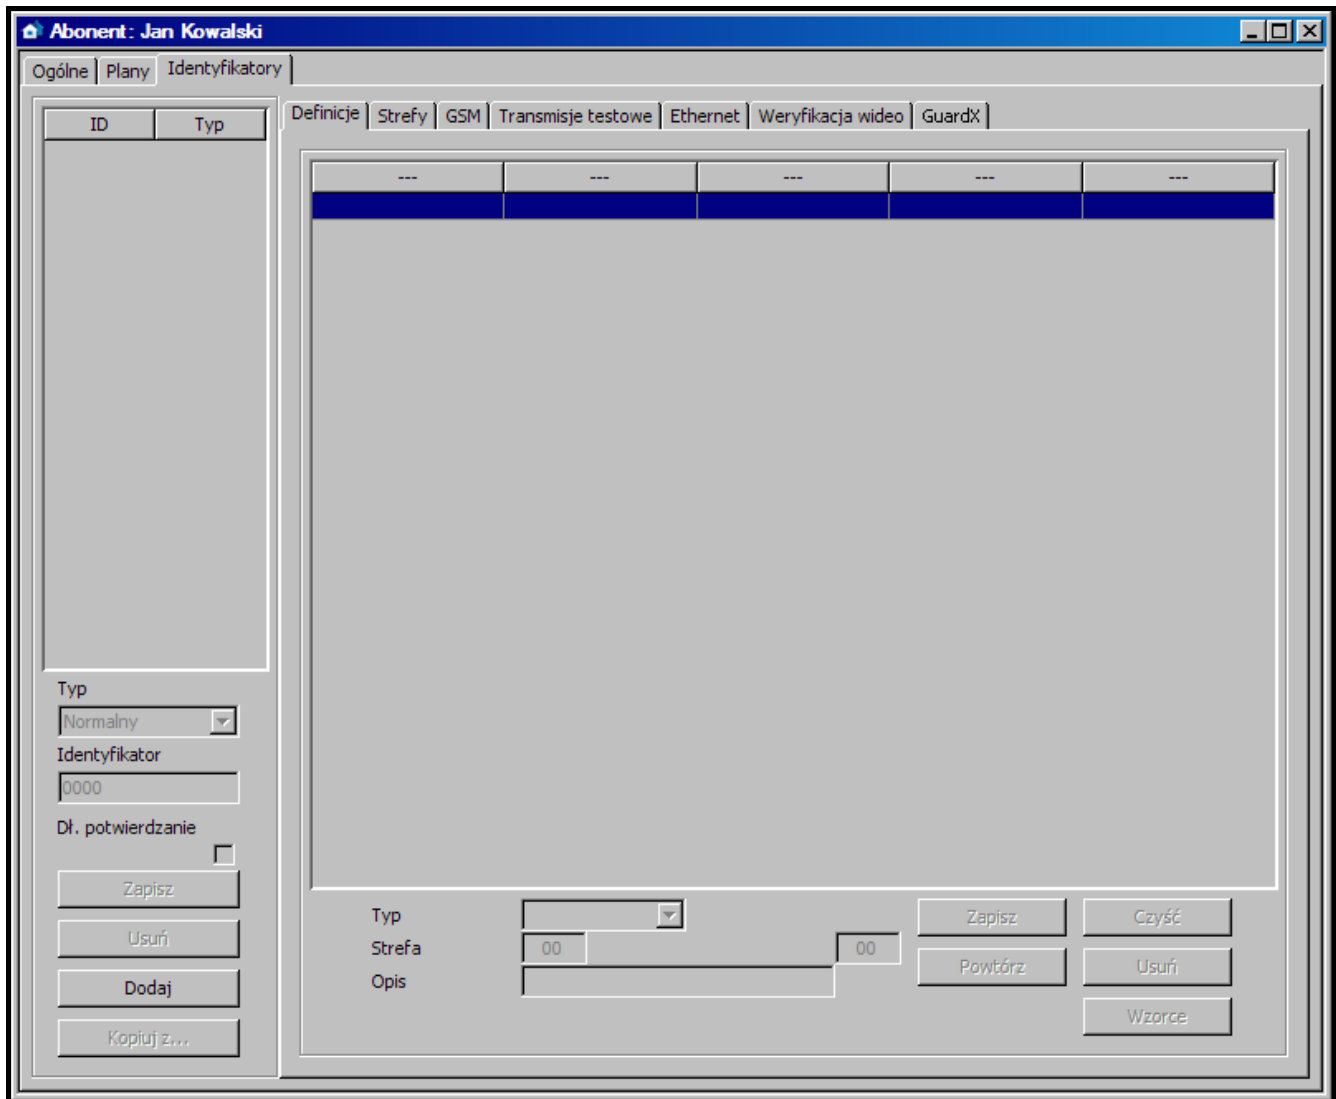 Abonent: Jan Kowalski
Ogólne Plany Identyfikatory
ID Typ
Definicje Strefy GSM Transmisje testowe Ethernet Weryfikacja wideo GuardX
--- --- --- --- ---
Typ
Normalny
Identyfikator
0000
Dł. potwierdzanie
Zapisz
Usuń
Dodaj
Kopiuj z...
Typ
Strefa 00 00
Opis
Zapisz Czyść
Powtórz Usuń
Wzorce